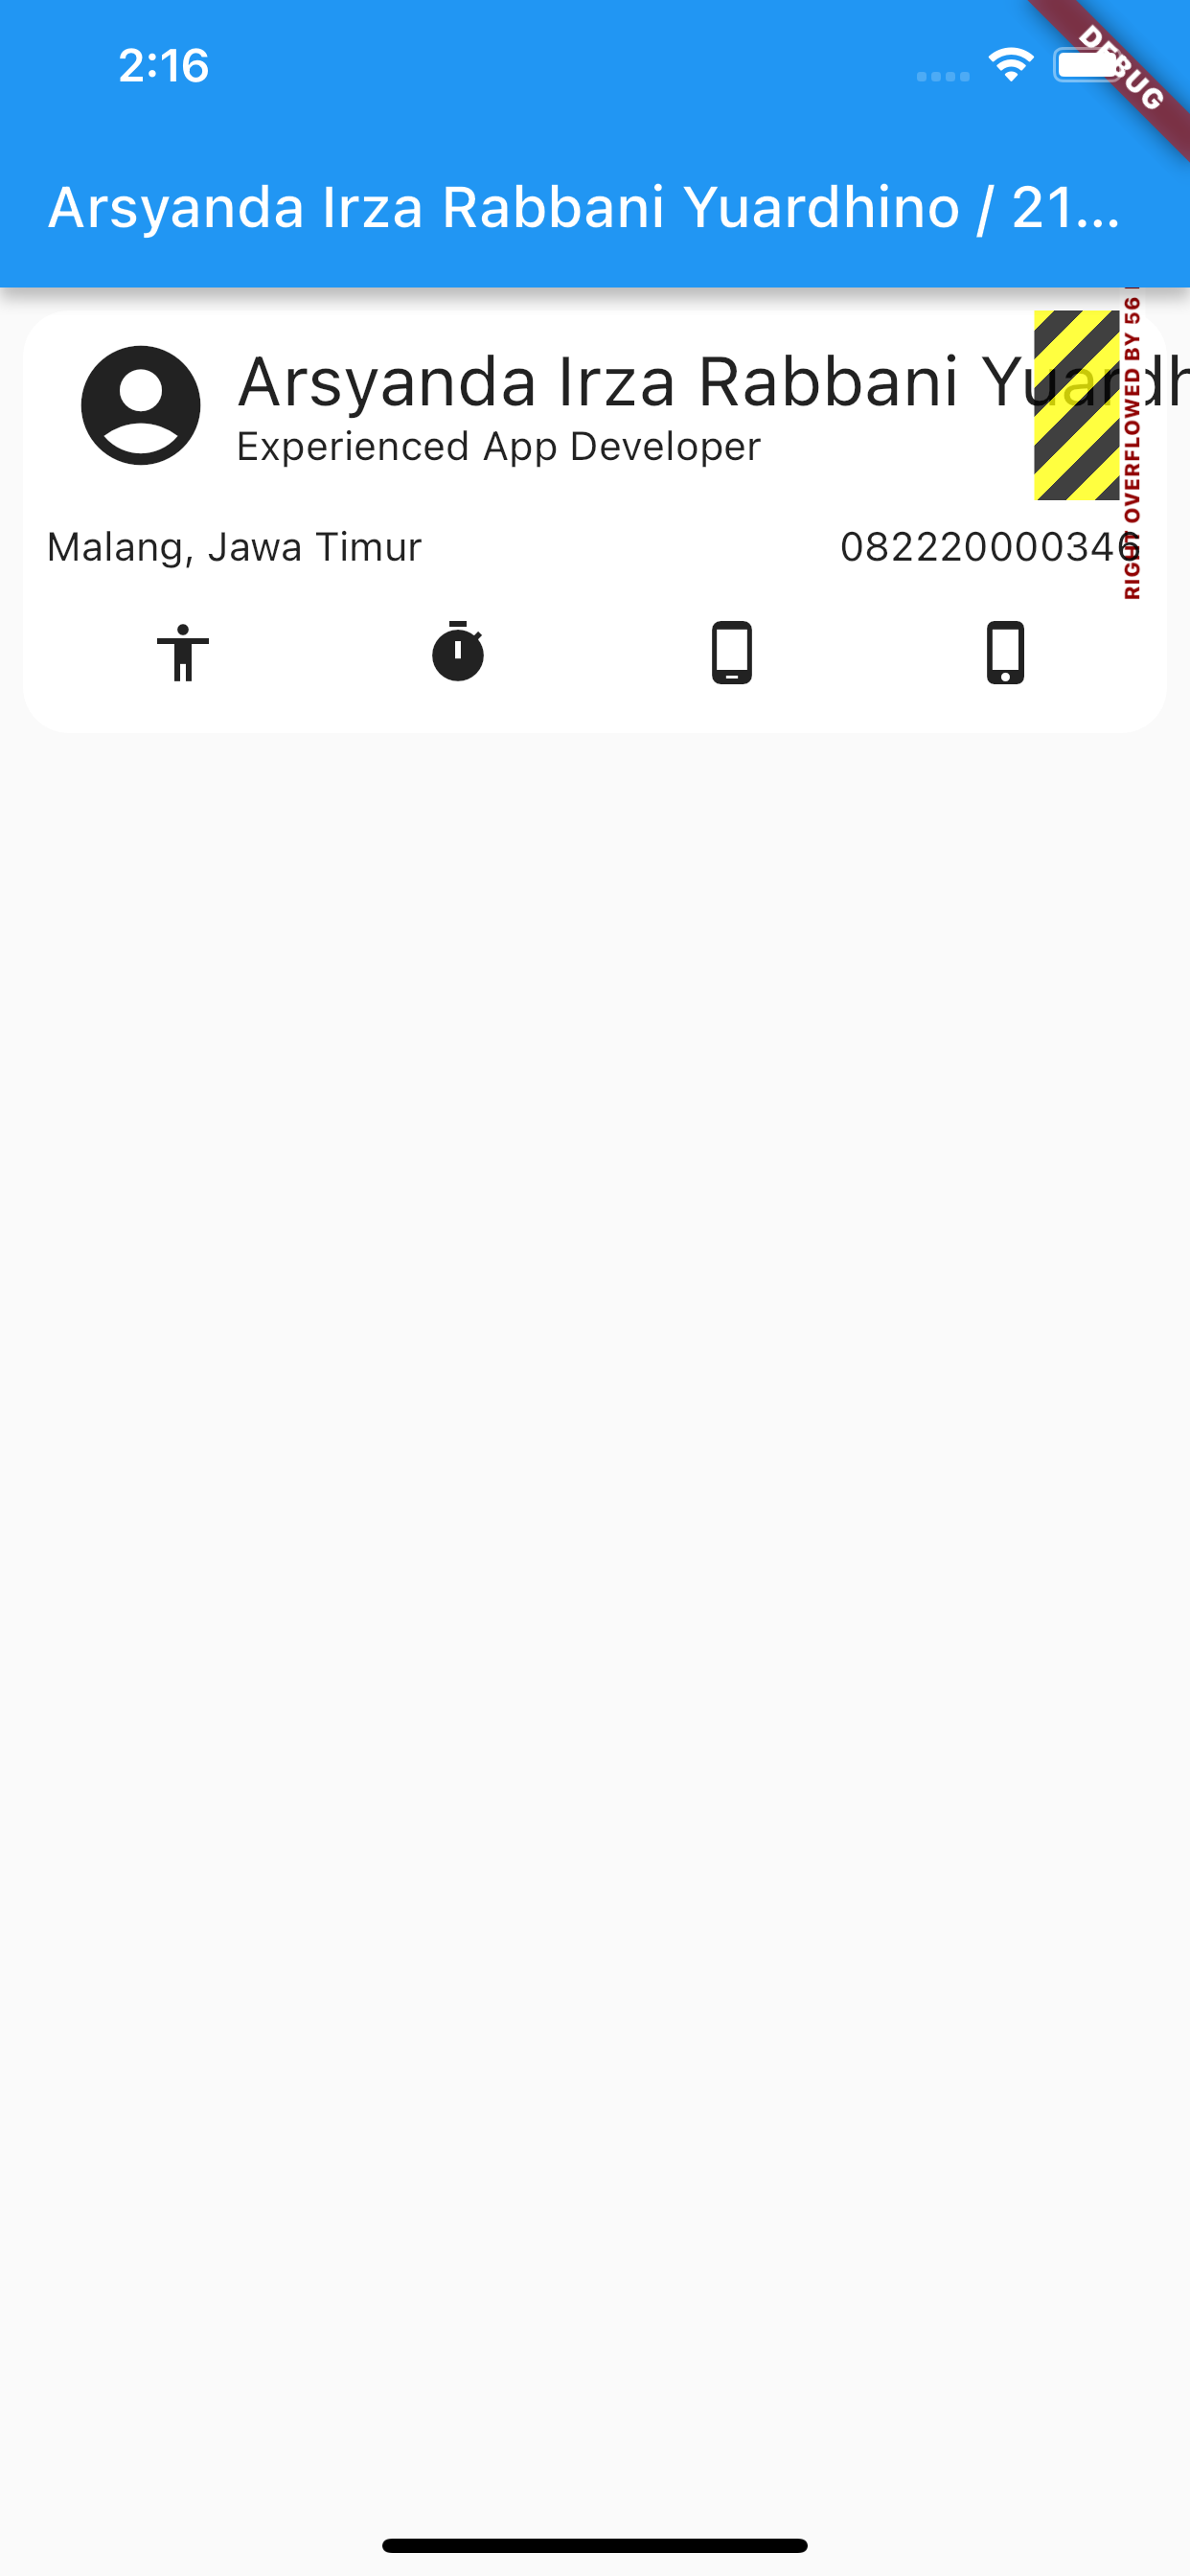 2:16
DEBUG
Arsyanda Irza Rabbani Yuardhino / 21...
Arsyanda Irza Rabbani Yuardh
Experienced App Developer
RIGHT OVERFLOWED BY 56
Malang, Jawa Timur
082220000346